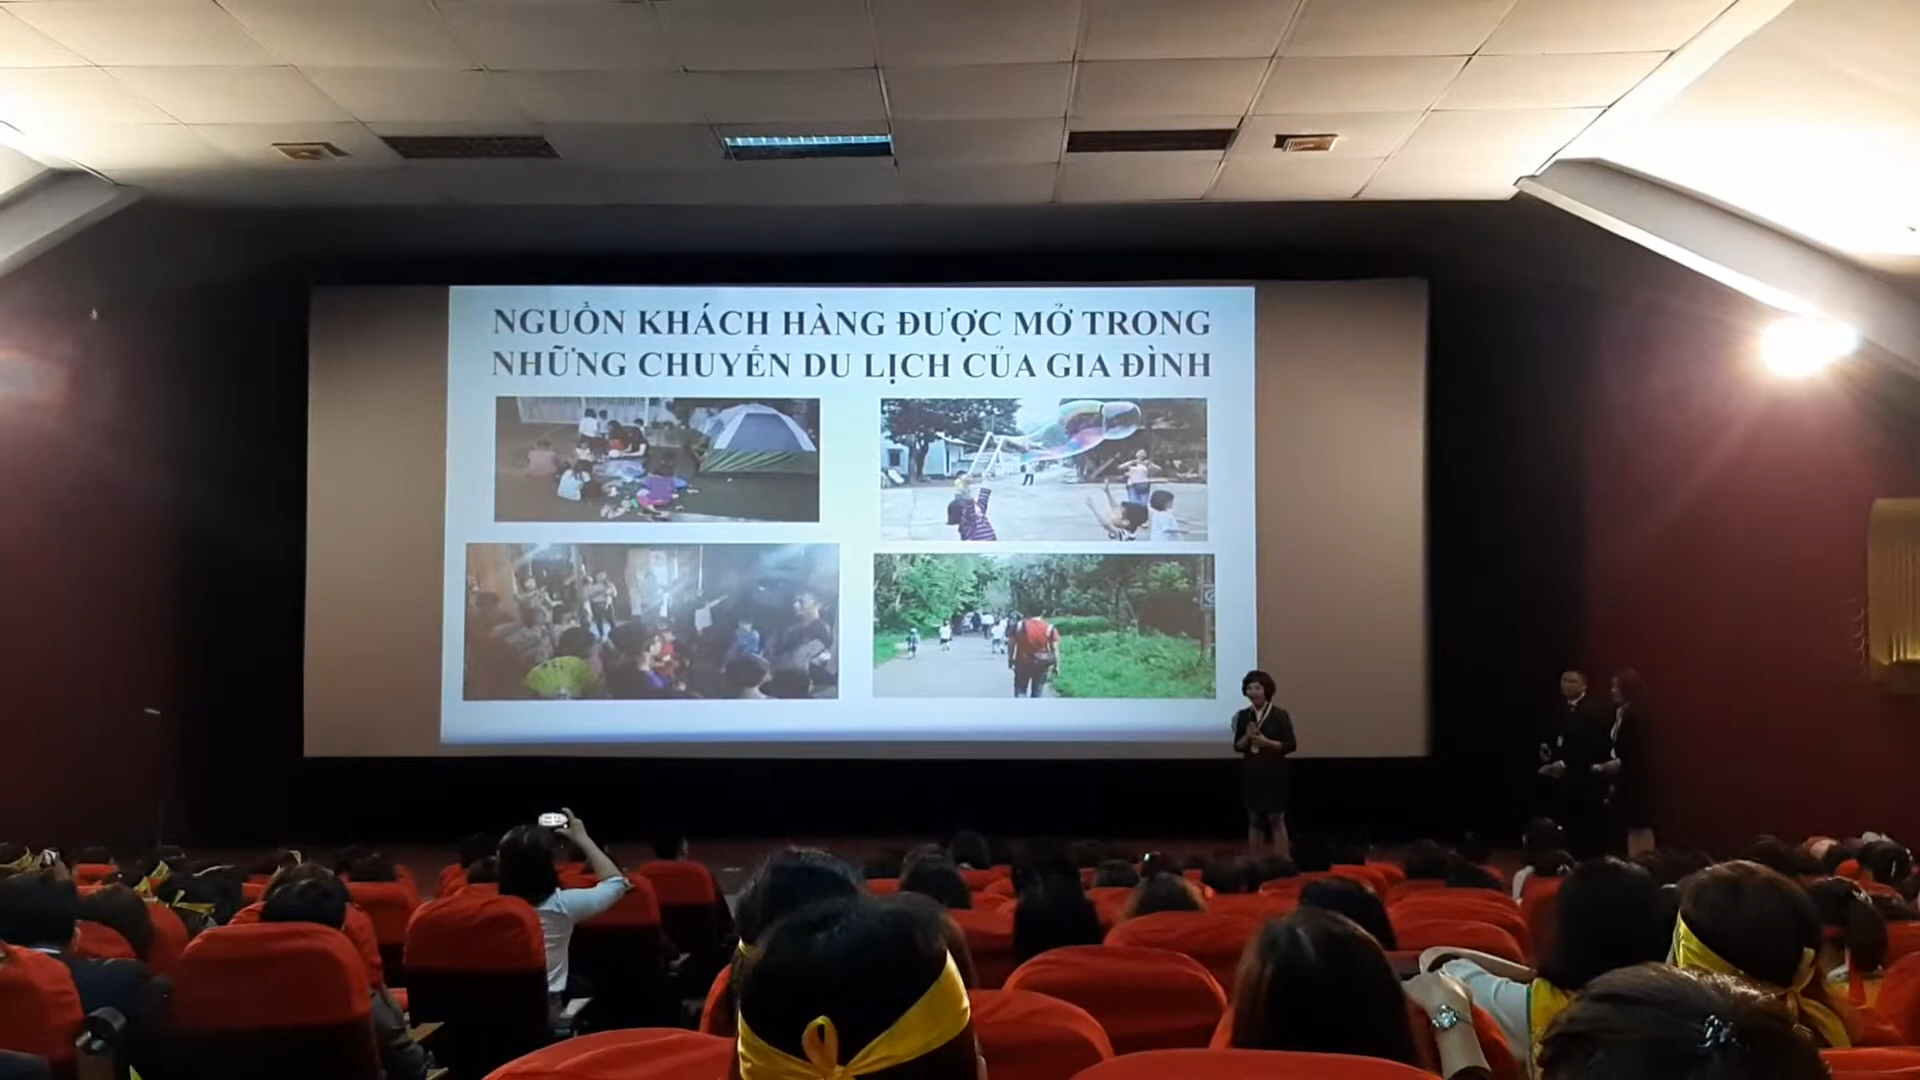 NGUỒN KHÁCH HÀNG ĐƯỢC MỞ TRONG
NHỮNG CHUYẾN DU LỊCH CỦA GIA ĐÌNH